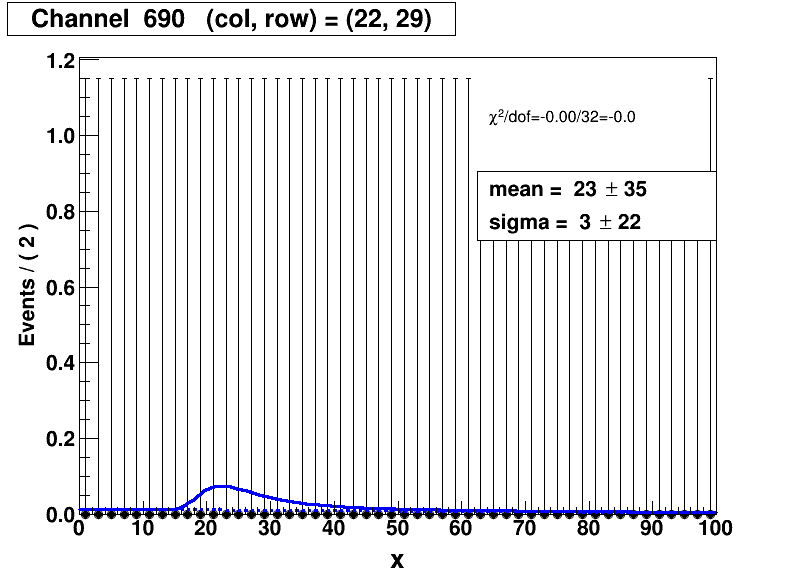 Channel 690 (col, row) = (22, 29)
1.2
1.0
0.8
0.6
0.4
0.2
0.0
Events / ( 2 )
χ²/dof=-0.00/32=-0.0
mean = 23 ± 35
sigma = 3 ± 22
0 10 20 30 40 50 60 70 80 90 100
x